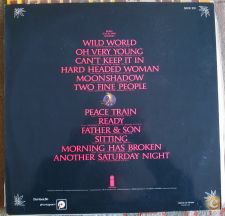 WILD WORLD
OH VERY YOUNG
CAN'T KEEP IT IN
HARD HEADED WOMAN
MOONSHADOW
TWO FINE PEOPLE
PEACE TRAIN
READY
FATHER & SON
SITTING
MORNING HAS BROKEN
ANOTHER SATURDAY NIGHT